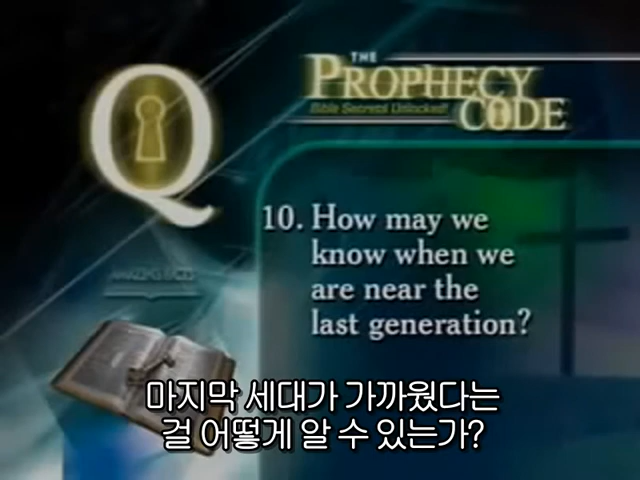 THE
PROPHECY
Bible Secrets Unlocked!
CODE
Q
10. How may we
know when we
are near the
last generation?
AMAZING FACTS
마지막 세대가 가까웠다는
걸 어떻게 알 수 있는가?